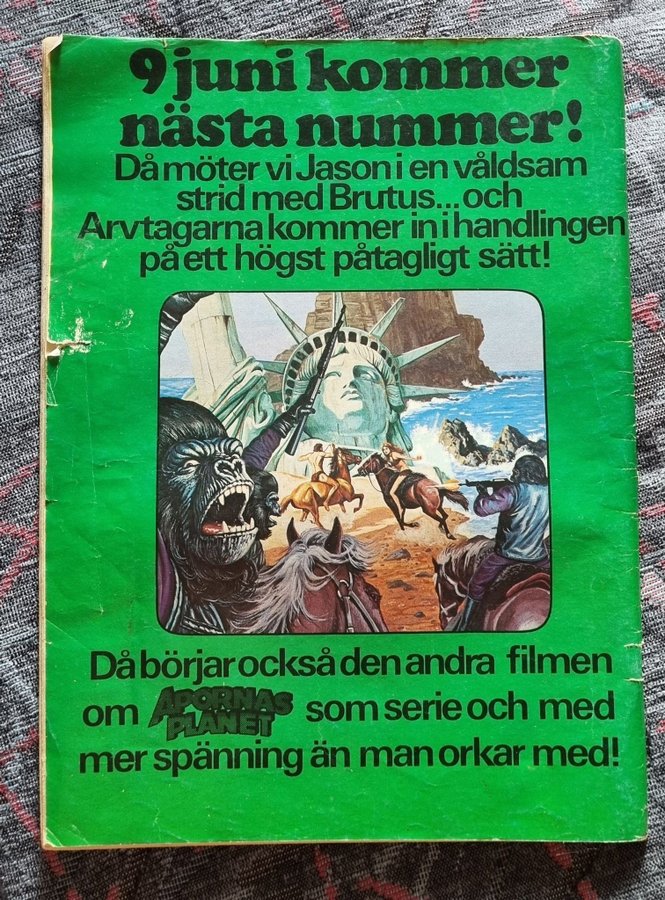 9 juni kommer
nästa nummer!
Då möter vi Jason i en våldsam
strid med Brutus... och
Arvtagarna kommer in i handlingen
på ett högst påtagligt sätt!
Då börjar också den andra filmen
om APORNAS PLANET som serie och med
mer spänning än man orkar med!